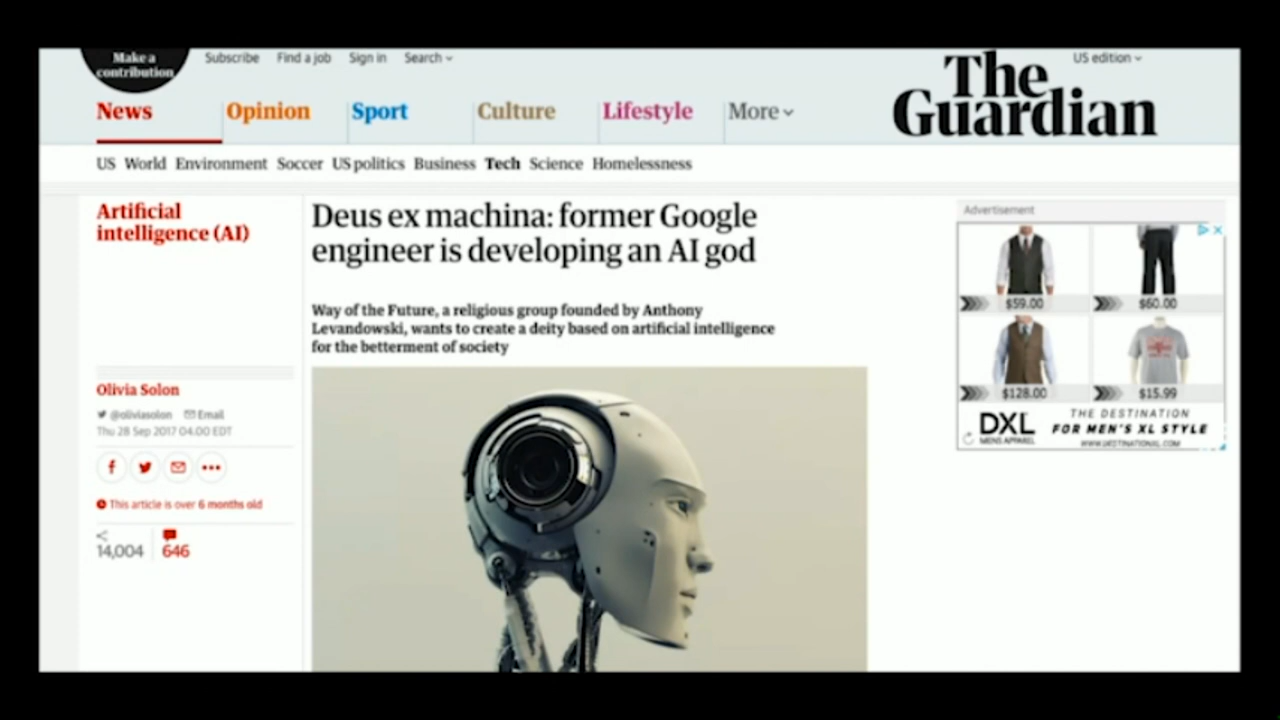 Make a
contribution
Subscribe Find a job Sign in Search
US edition
The
Guardian
News Opinion Sport Culture Lifestyle More
US World Environment Soccer US politics Business Tech Science Homelessness
Artificial
intelligence (AI)
Deus ex machina: former Google
engineer is developing an AI god
Way of the Future, a religious group founded by Anthony
Levandowski, wants to create a deity based on artificial intelligence
for the betterment of society
Olivia Solon
@oliviasolon Email
Thu 28 Sep 2017 04.00 EDT
This article is over 6 months old
14,004 646
Advertisement
$59.00 $60.00
$128.00 $15.99
DXL
MENS APPAREL
THE DESTINATION
FOR MEN'S XL STYLE
WWW.DESTINATIONXL.COM